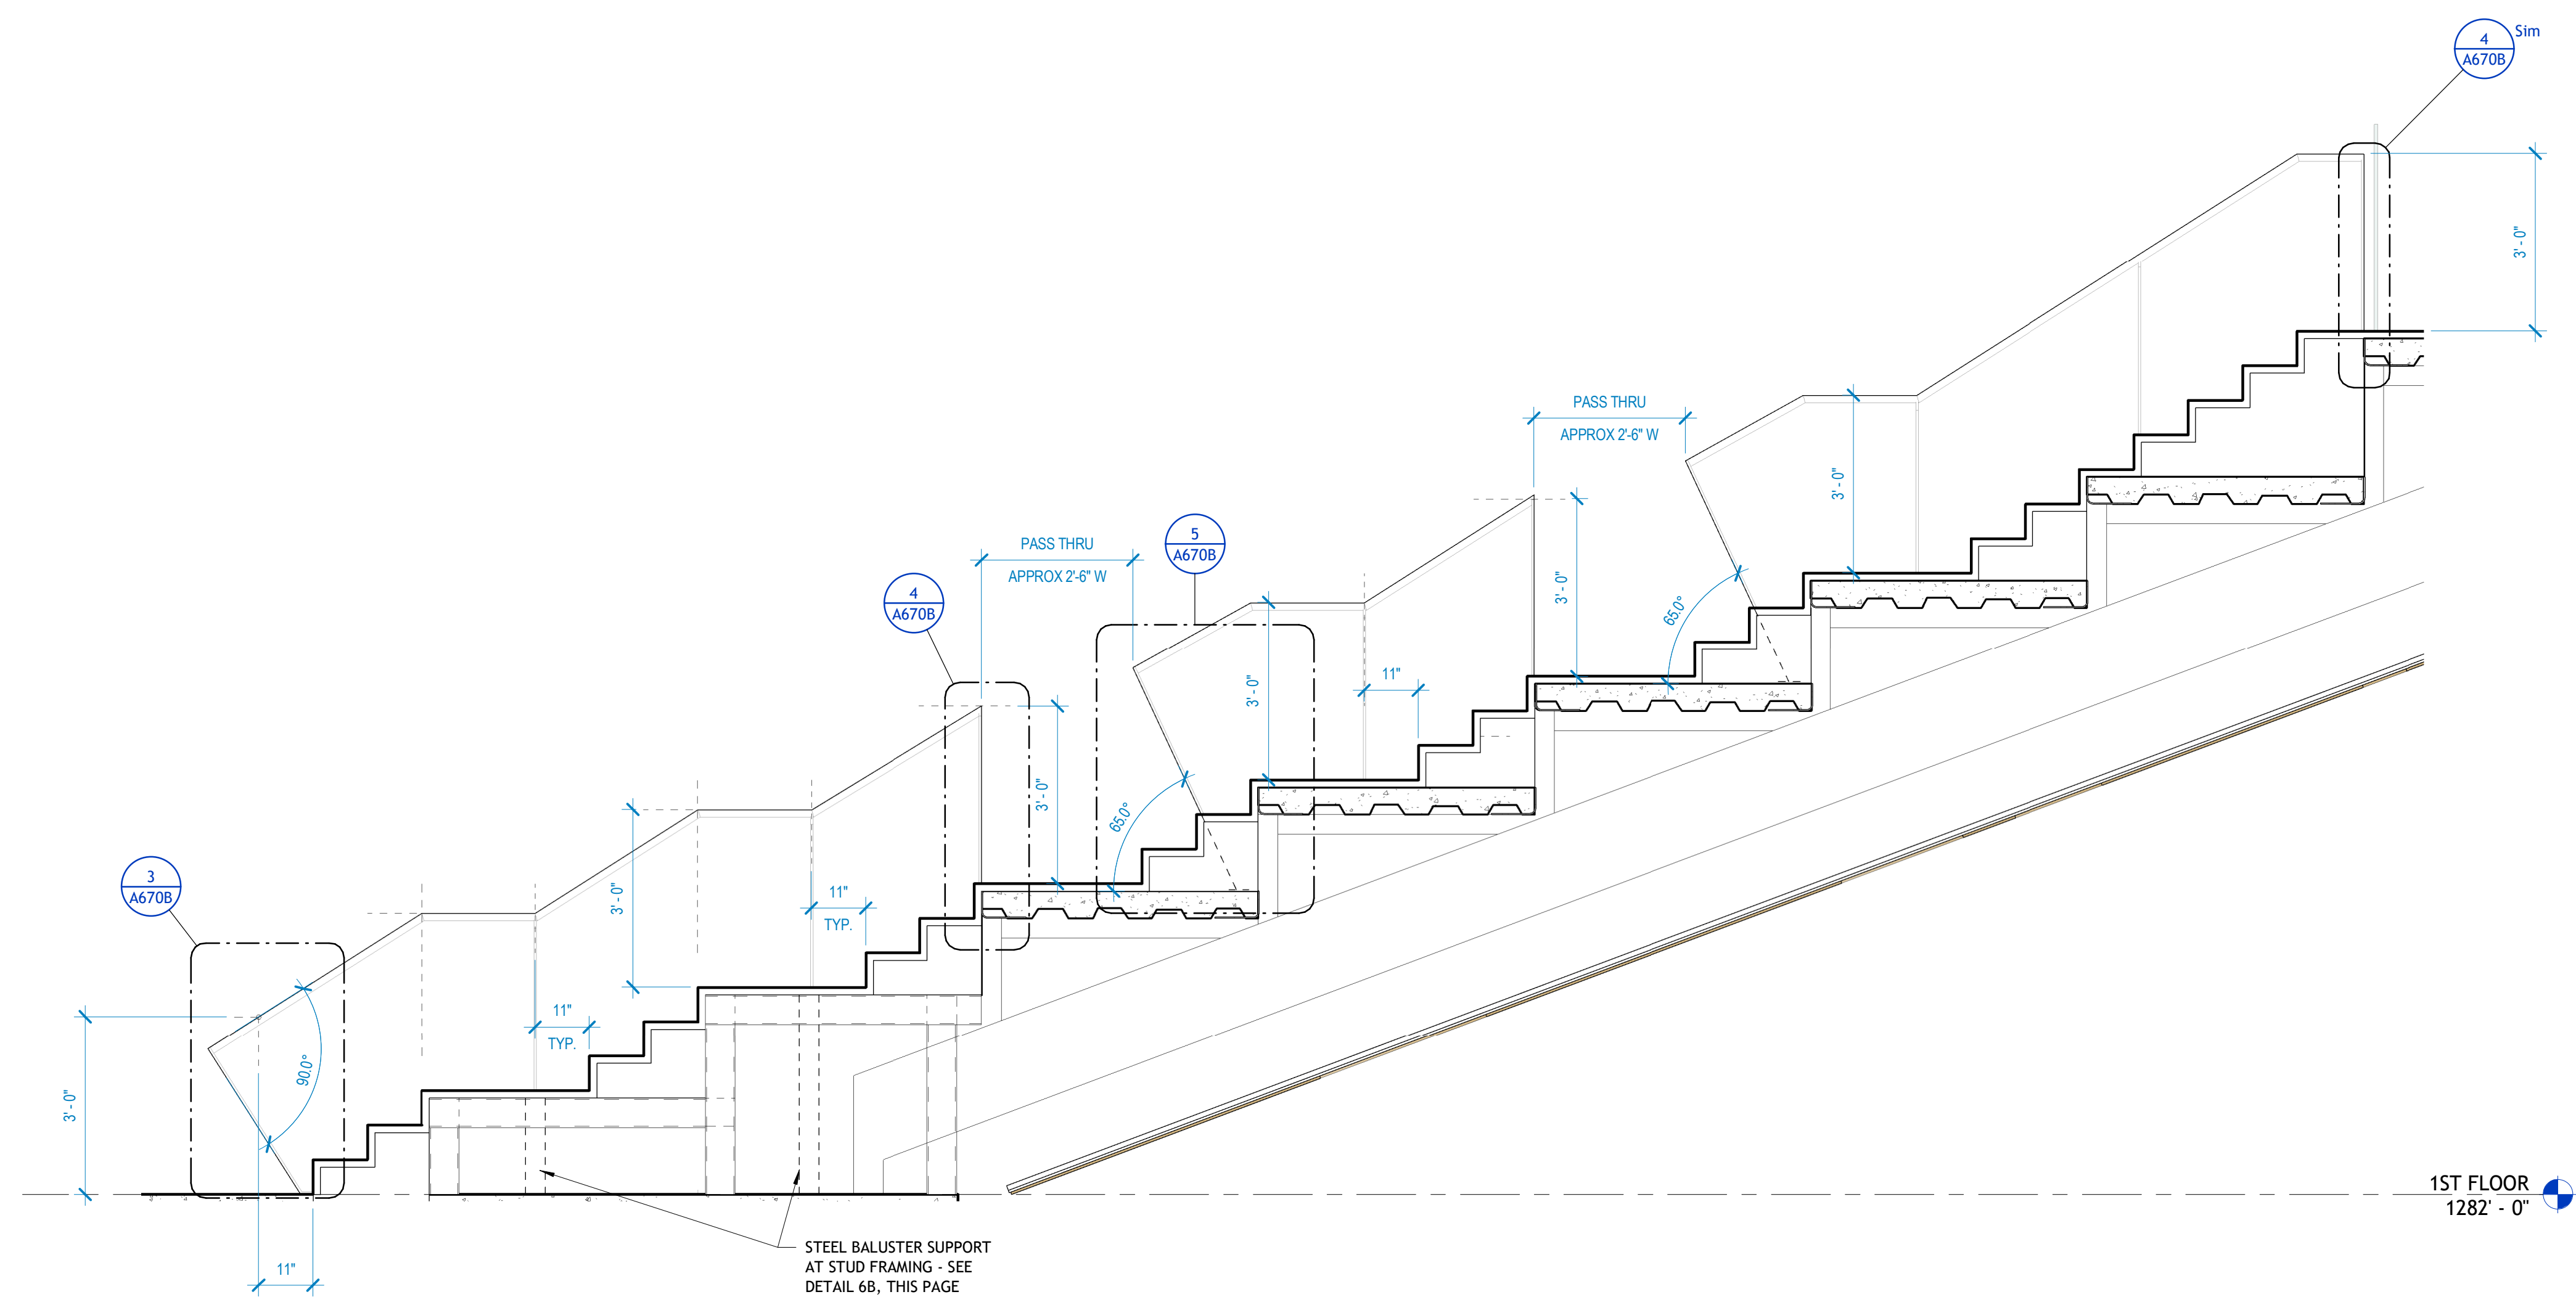 4
A670B
Sim
3' - 0"
PASS THRU
APPROX 2'-6" W
3' - 0"
65.0°
3' - 0"
PASS THRU
APPROX 2'-6" W
5
A670B
4
A670B
3' - 0"
11"
65.0°
3' - 0"
3' - 0"
11"
TYP.
3
A670B
11"
TYP.
90.0°
3' - 0"
11"
STEEL BALUSTER SUPPORT
AT STUD FRAMING - SEE
DETAIL 6B, THIS PAGE
1ST FLOOR
1282' - 0"